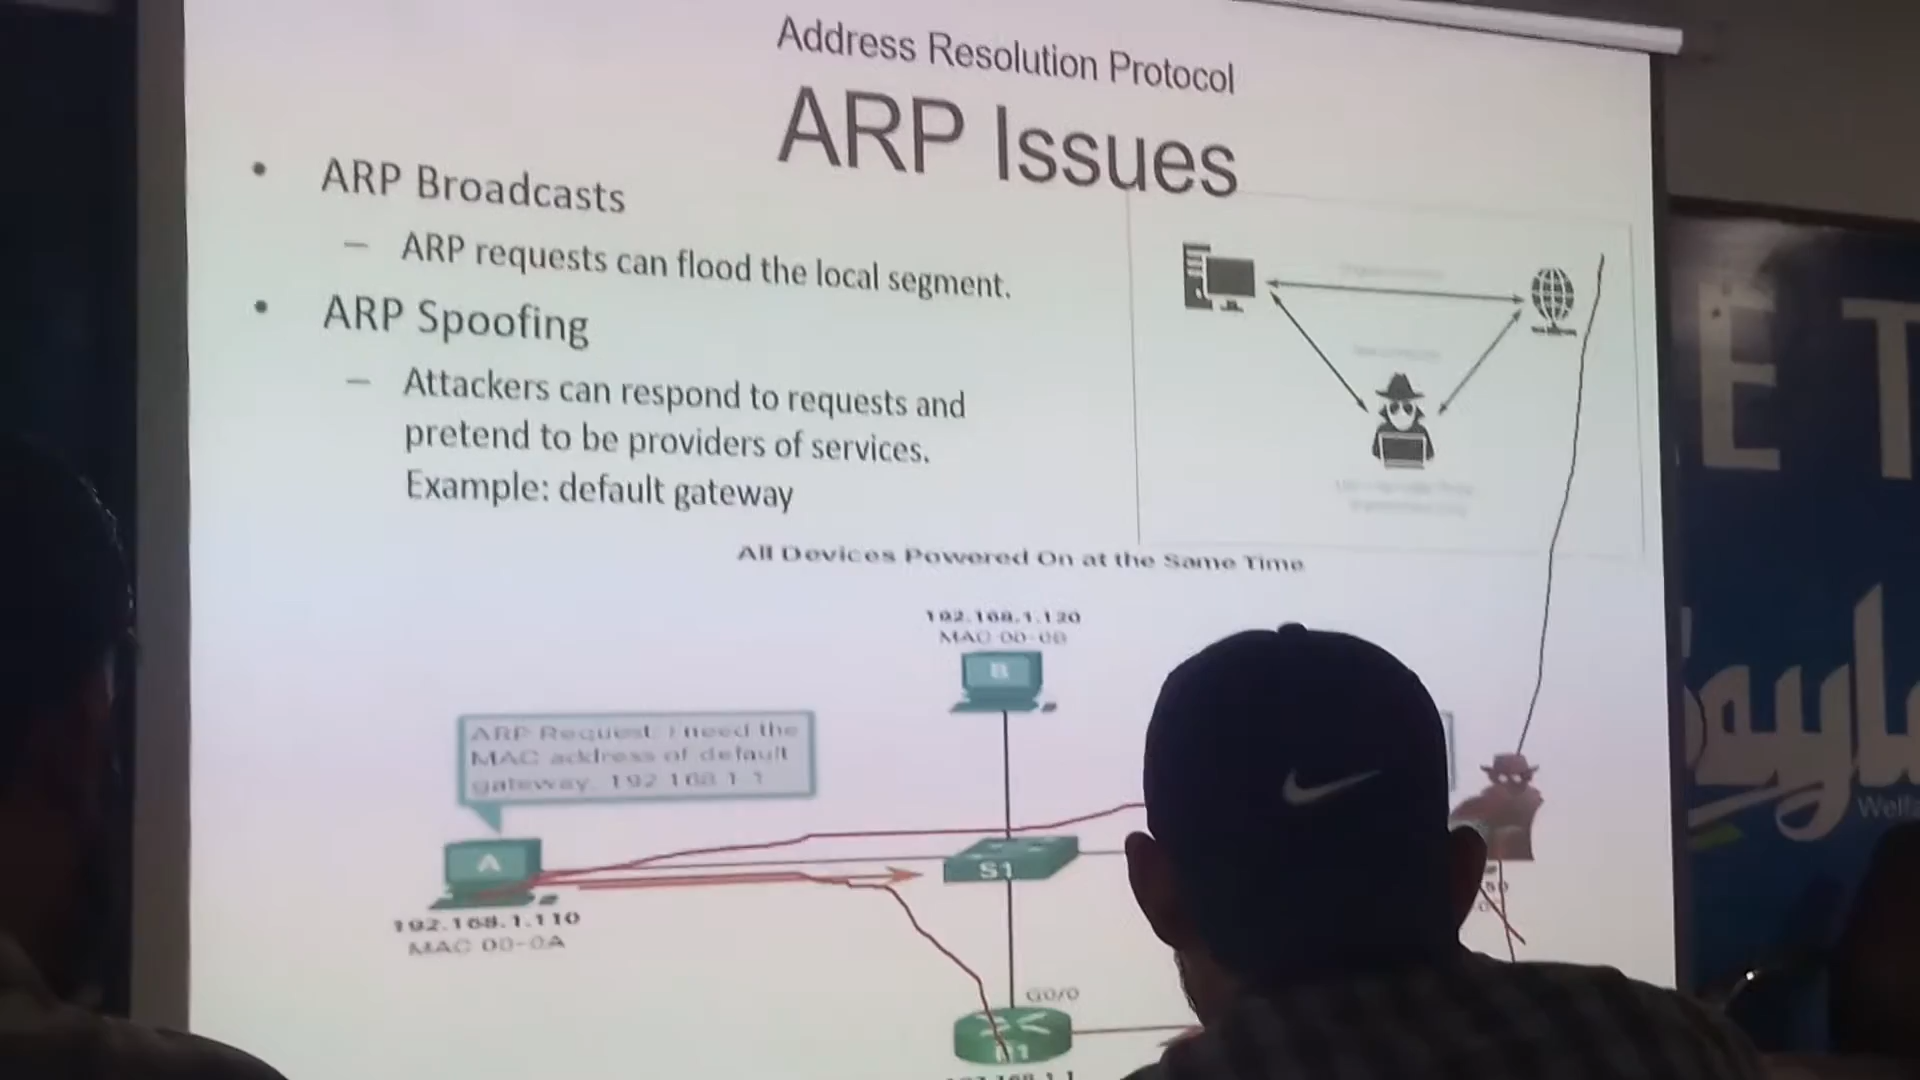 Address Resolution Protocol
ARP Issues
• ARP Broadcasts
– ARP requests can flood the local segment.
• ARP Spoofing
– Attackers can respond to requests and
pretend to be providers of services.
Example: default gateway
All Devices Powered On at the Same Time
192.168.1.120
MAC 00-0B
B
ARP Request: I need the
MAC address of default
gateway, 192.168.1.1
A
S1
192.168.1.110
MAC 00-0A
G0/0
R1
E T
Welfa